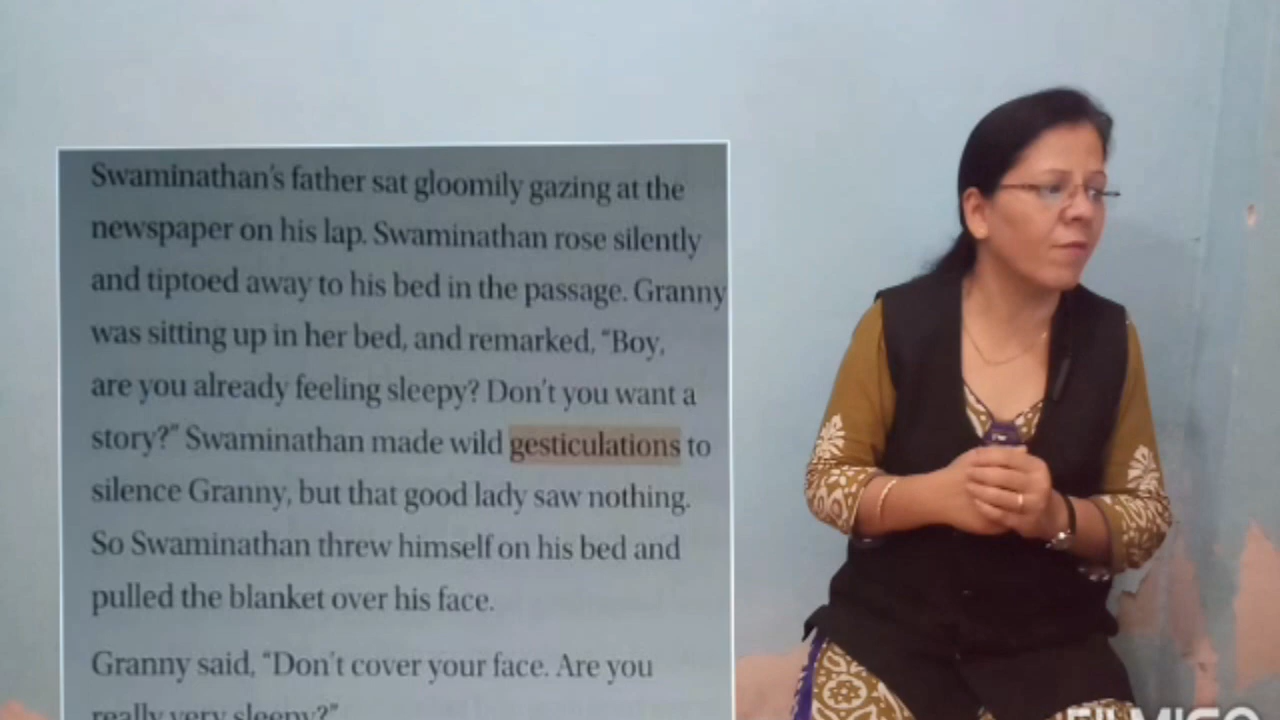 Swaminathan's father sat gloomily gazing at the
newspaper on his lap. Swaminathan rose silently
and tiptoed away to his bed in the passage. Granny
was sitting up in her bed, and remarked, “Boy,
are you already feeling sleepy? Don't you want a
story?” Swaminathan made wild gesticulations to
silence Granny, but that good lady saw nothing.
So Swaminathan threw himself on his bed and
pulled the blanket over his face.
Granny said, “Don't cover your face. Are you
really very sleepy?”
FILMIGO